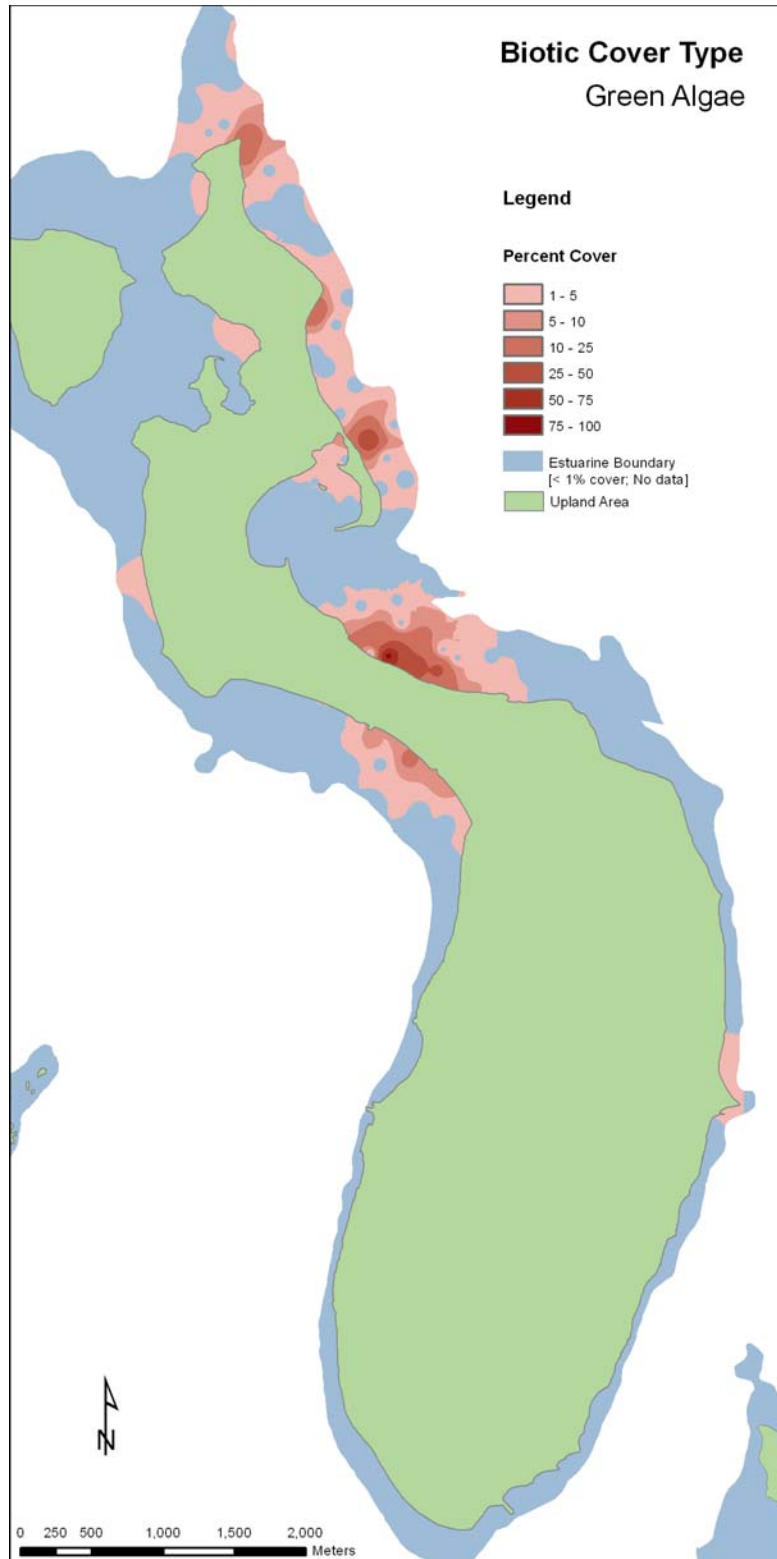 Biotic Cover Type
Green Algae
Legend
Percent Cover
1 - 5
5 - 10
10 - 25
25 - 50
50 - 75
75 - 100
Estuarine Boundary
[< 1% cover; No data]
Upland Area
N
0 250 500 1,000 1,500 2,000
Meters